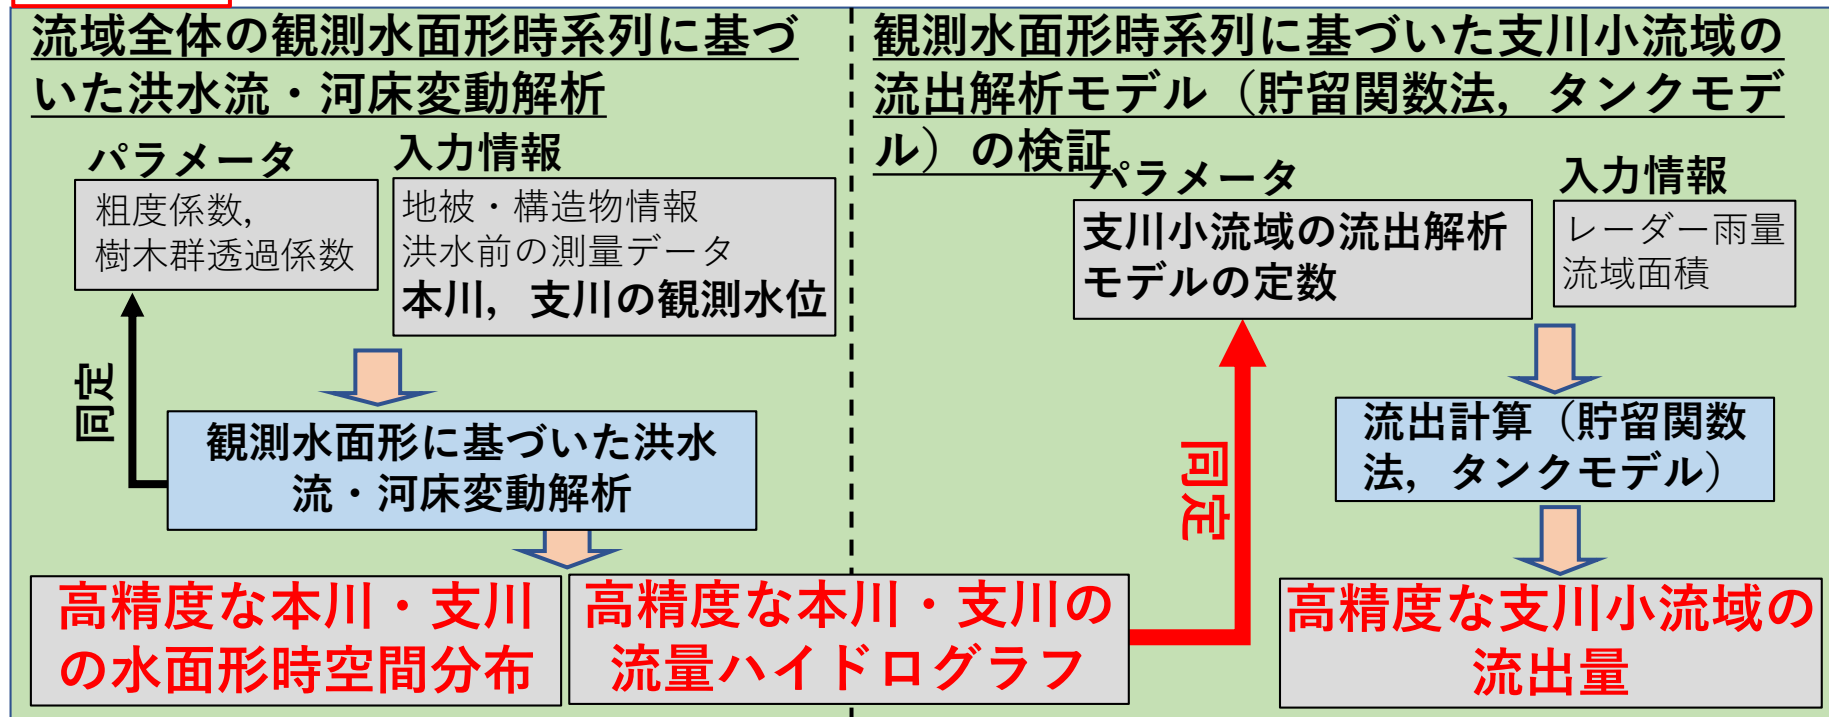 流域全体の観測水面形時系列に基づ
いた洪水流・河床変動解析
パラメータ
粗度係数,
樹木群透過係数
入力情報
地被・構造物情報
洪水前の測量データ
本川，支川の観測水位
同定
観測水面形に基づいた洪水
流・河床変動解析
高精度な本川・支川
の水面形時空間分布
高精度な本川・支川の
流量ハイドログラフ
観測水面形時系列に基づいた支川小流域の
流出解析モデル（貯留関数法，タンクモデ
ル）の検証
パラメータ
支川小流域の流出解析
モデルの定数
入力情報
レーダー雨量
流域面積
同定
流出計算（貯留関数
法，タンクモデル）
高精度な支川小流域の
流出量